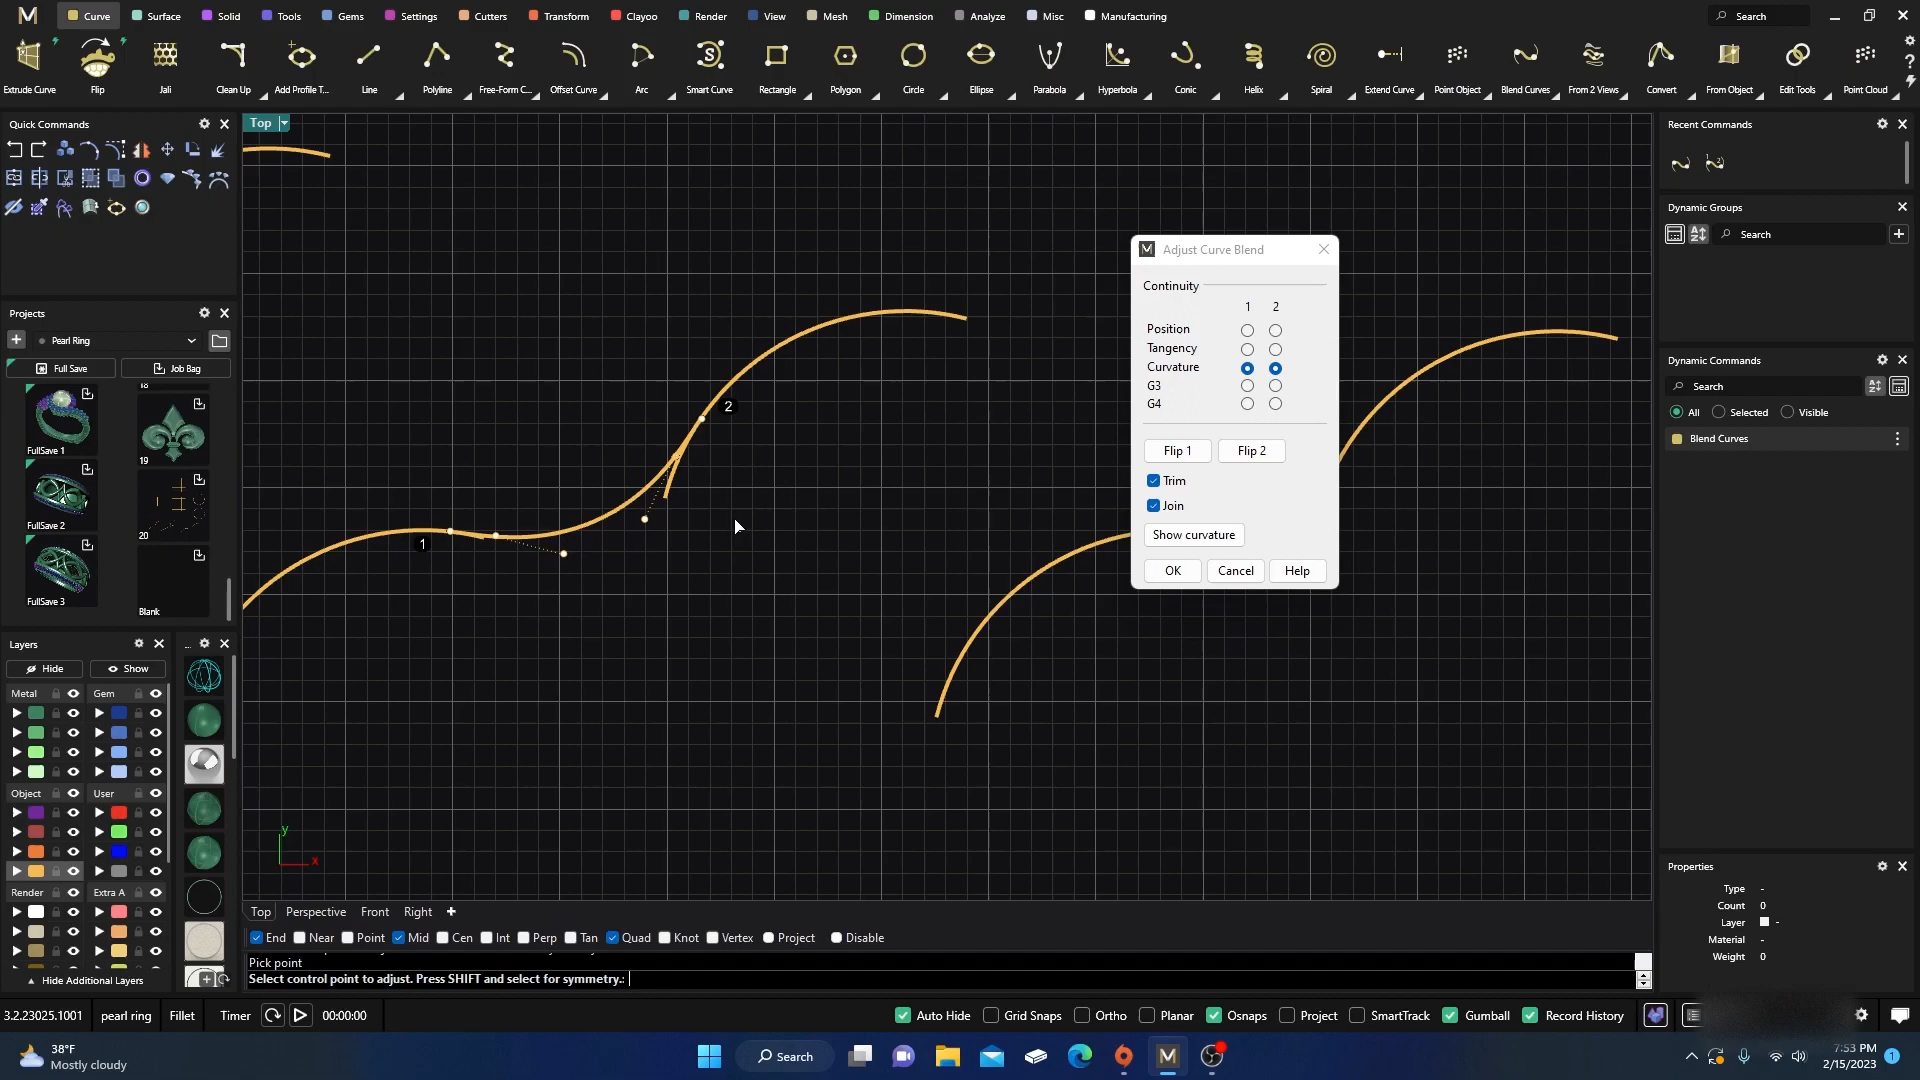 Curve Surface Solid Tools Gems Settings Cutters Transform Clayoo Render View Mesh Dimension Analyze Misc Manufacturing Search
Extrude Curve Flip Jali Clean Up Add Profile T... Line Polyline Free-Form C... Offset Curve Arc Smart Curve Rectangle Polygon Circle Ellipse Parabola Hyperbola Conic Helix Spiral Extend Curve Point Object Blend Curves From 2 Views Convert From Object Edit Tools Point Cloud
Quick Commands
Projects
Pearl Ring
Full Save Job Bag
18
FullSave 1
19
FullSave 2
20
FullSave 3
Blank
Layers
Hide Show
Metal Gem
Object User
Render Extra A
Hide Additional Layers
Top
1
2
y
x
Adjust Curve Blend
Continuity
1 2
Position
Tangency
Curvature
G3
G4
Flip 1 Flip 2
Trim
Join
Show curvature
OK Cancel Help
Recent Commands
Dynamic Groups
Search
Dynamic Commands
Search
All Selected Visible
Blend Curves
Properties
Type -
Count 0
Layer -
Material -
Weight 0
Top Perspective Front Right
End Near Point Mid Cen Int Perp Tan Quad Knot Vertex Project Disable
Pick point
Select control point to adjust. Press SHIFT and select for symmetry.:
3.2.23025.1001 pearl ring Fillet Timer 00:00:00 Auto Hide Grid Snaps Ortho Planar Osnaps Project SmartTrack Gumball Record History
38°F
Mostly cloudy
Search
7:53 PM
2/15/2023
1